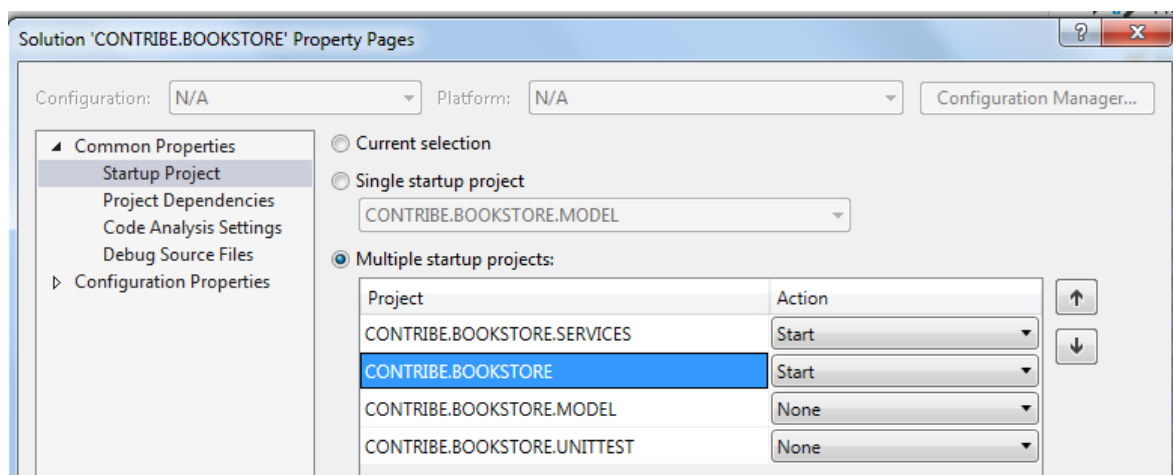 Solution 'CONTRIBE.BOOKSTORE' Property Pages
Configuration: N/A Platform: N/A Configuration Manager...
Common Properties
Startup Project
Project Dependencies
Code Analysis Settings
Debug Source Files
Configuration Properties
Current selection
Single startup project
CONTRIBE.BOOKSTORE.MODEL
Multiple startup projects:
Project Action
CONTRIBE.BOOKSTORE.SERVICES Start
CONTRIBE.BOOKSTORE Start
CONTRIBE.BOOKSTORE.MODEL None
CONTRIBE.BOOKSTORE.UNITTEST None